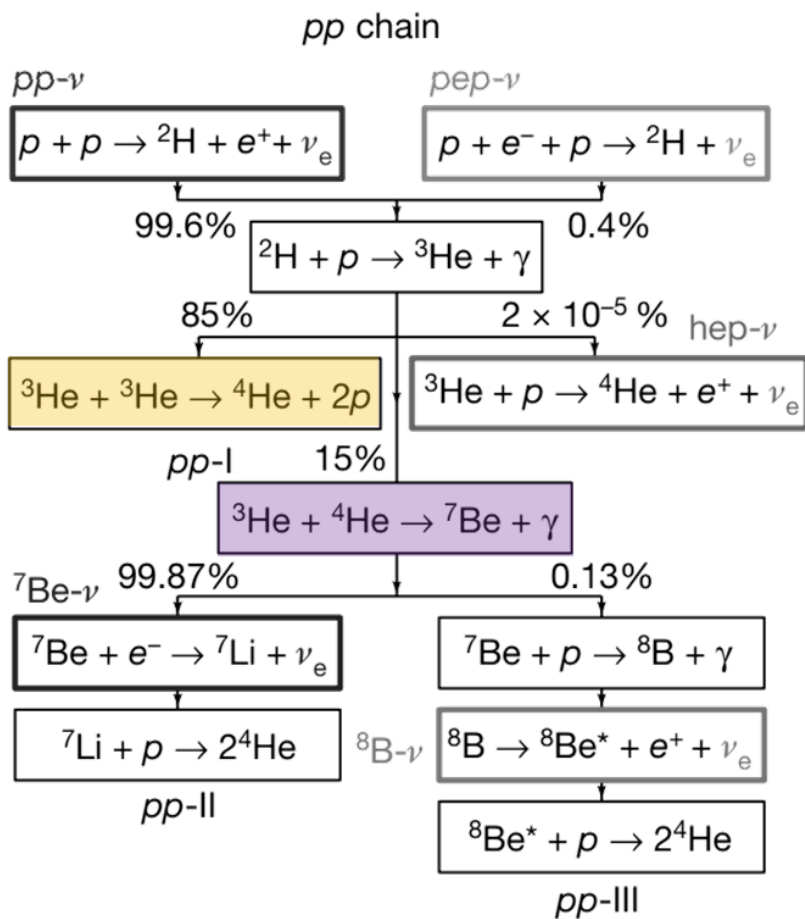 pp chain
pp-ν pep-ν
p + p → ²H + e⁺+ νₑ
p + e⁻ + p → ²H + νₑ
99.6% 0.4%
²H + p → ³He + γ
85% 2 × 10⁻⁵ % hep-ν
³He + ³He → ⁴He + 2p
³He + p → ⁴He + e⁺ + νₑ
pp-I 15%
³He + ⁴He → ⁷Be + γ
⁷Be-ν 99.87% 0.13%
⁷Be + e⁻ → ⁷Li + νₑ
⁷Be + p → ⁸B + γ
⁷Li + p → 2⁴He
⁸B-ν
⁸B → ⁸Be* + e⁺ + νₑ
pp-II
⁸Be* + p → 2⁴He
pp-III